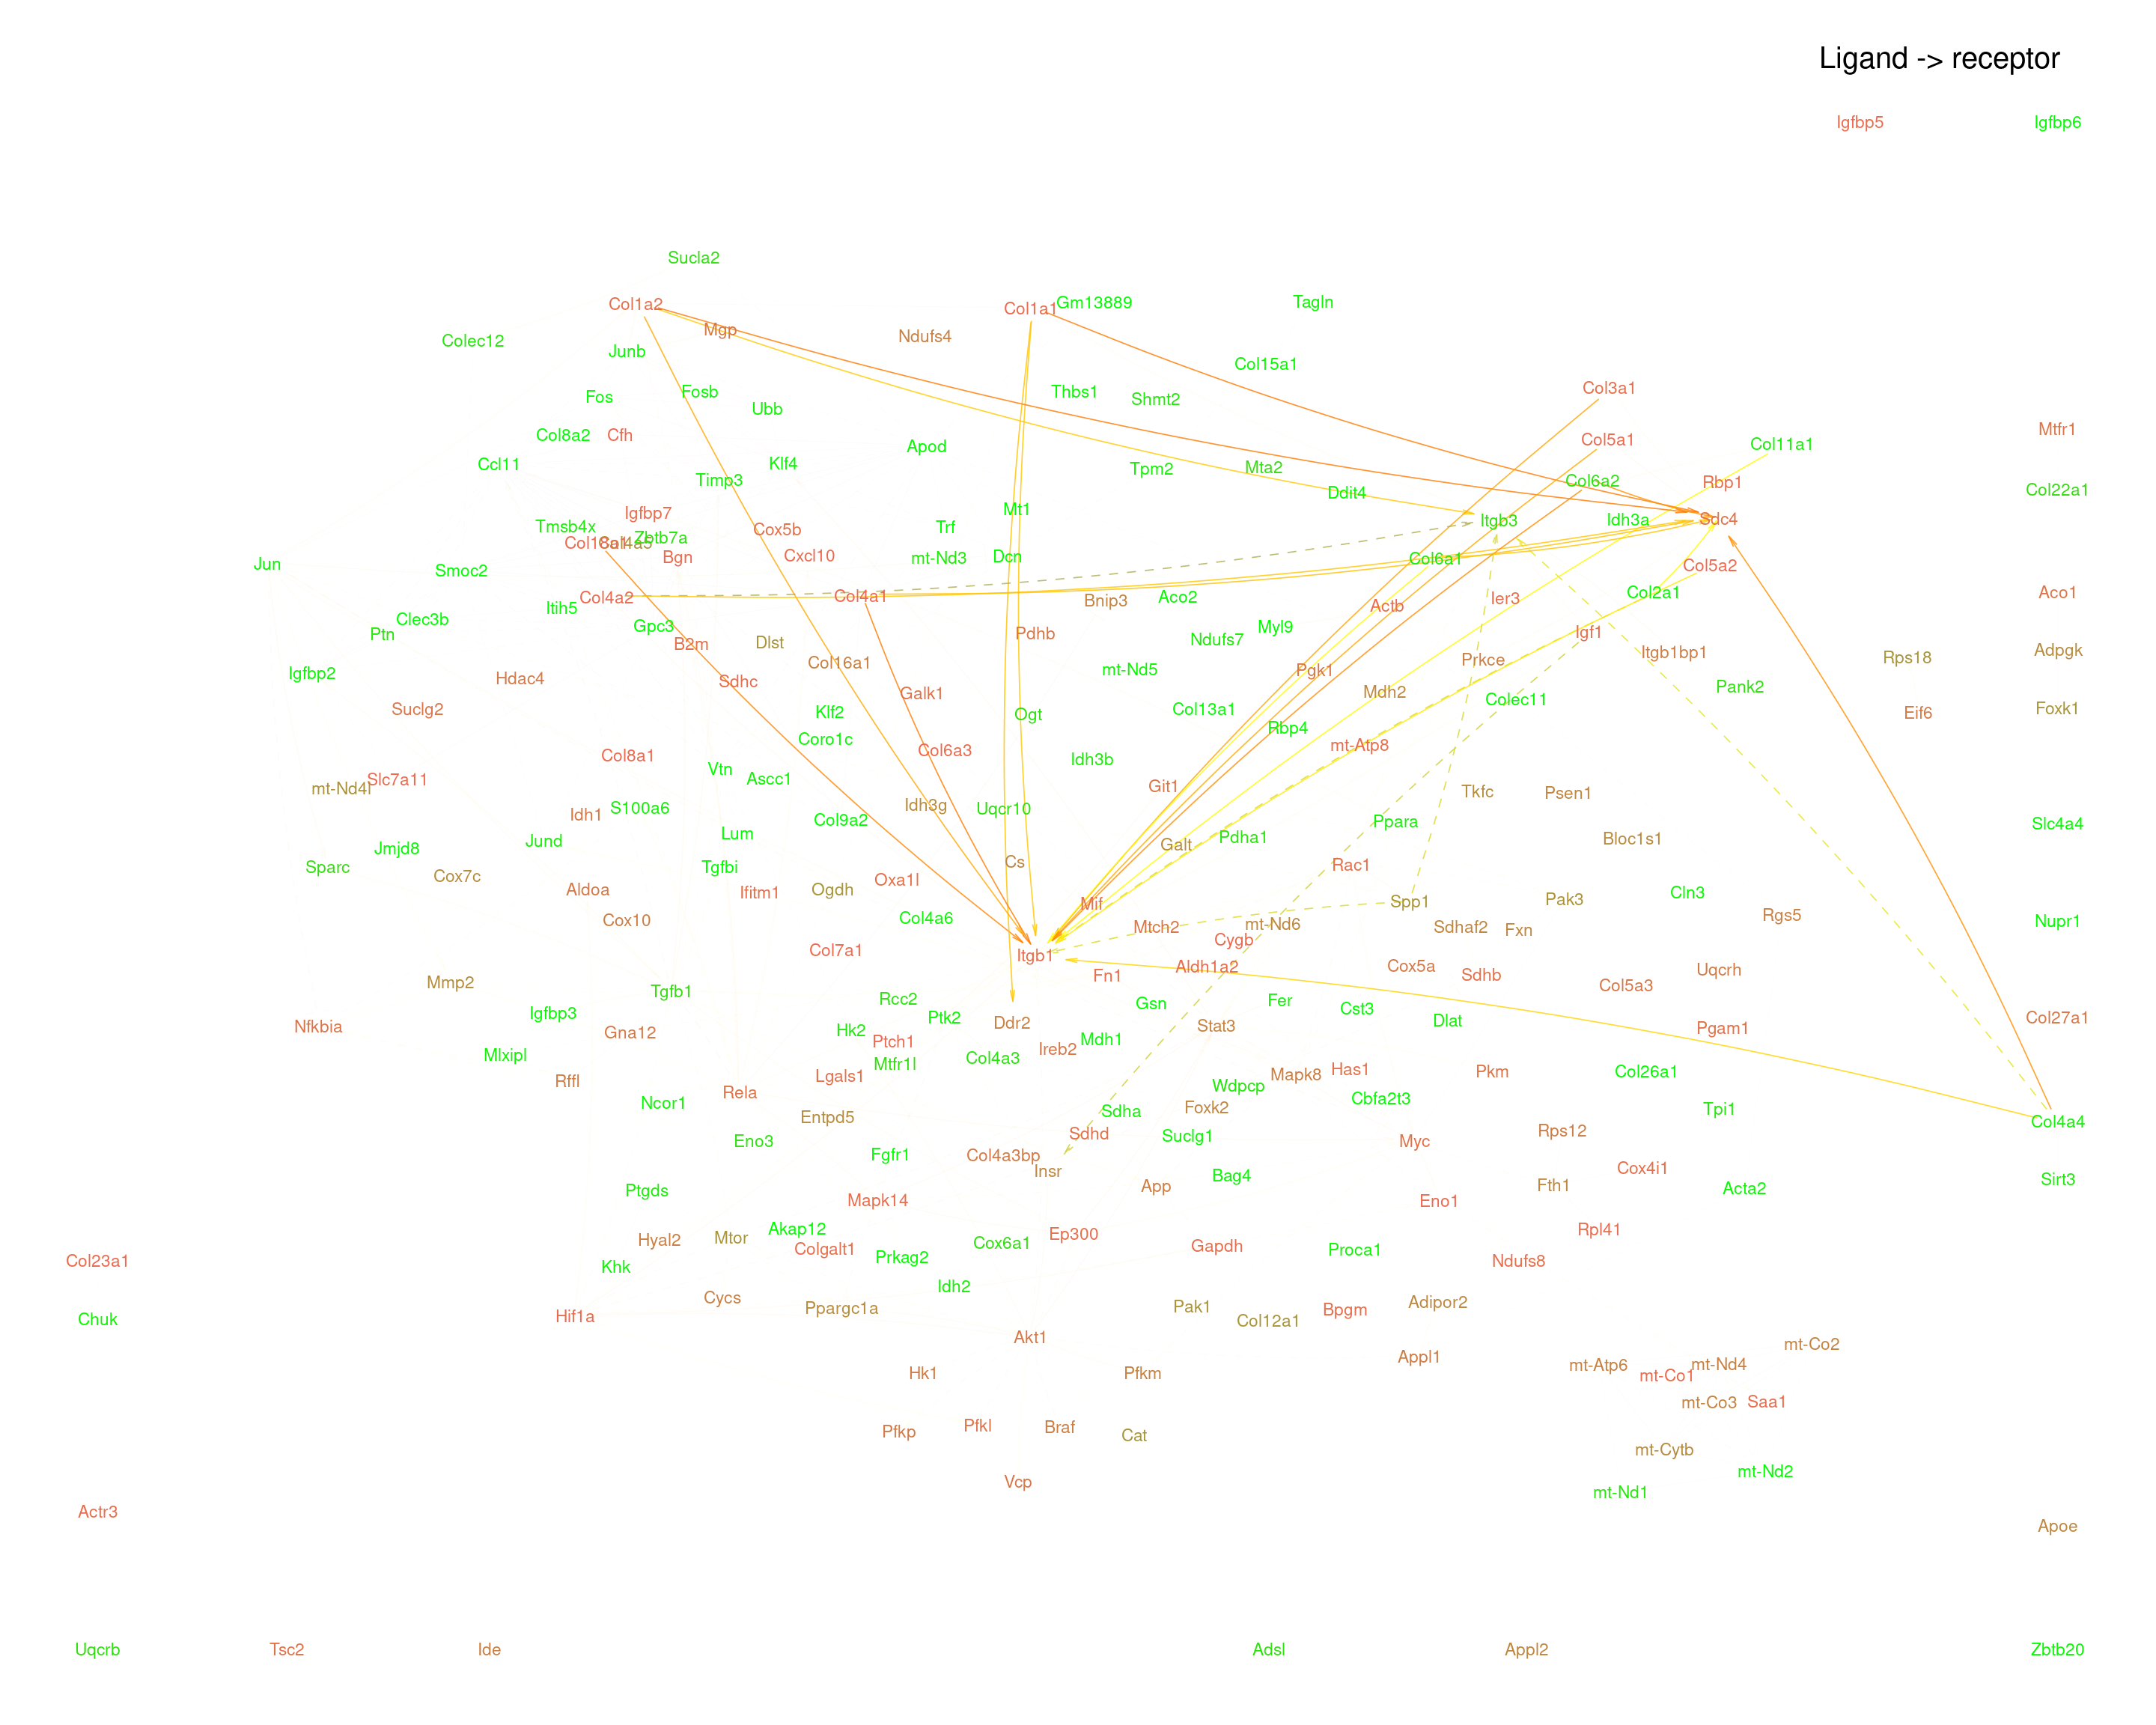 Ligand -> receptor
Igfbp5
Igfbp6
Sucla2
Col1a2
Col1a1
Gm13889
Tagln
Mgp
Ndufs4
Colec12
Junb
Col15a1
Col3a1
Fos
Fosb
Ubb
Thbs1
Shmt2
Mtfr1
Col8a2
Cfh
Apod
Col5a1
Col11a1
Ccl11
Klf4
Timp3
Tpm2
Mta2
Col6a2
Rbp1
Ddit4
Col22a1
Igfbp7
Mt1
Tmsb4x
Cox5b
Trf
Itgb3
Idh3a
Sdc4
Zbtb7a
Col4a5
Bgn
Cxcl10
mt-Nd3
Dcn
Col6a1
Jun
Smoc2
Col5a2
Col4a2
Col4a1
Bnip3
Aco2
Actb
Ier3
Col2a1
Aco1
Itih5
Clec3b
Ptn
Gpc3
B2m
Dlst
Pdhb
Ndufs7
Myl9
Igf1
Itgb1bp1
Adpgk
Rps18
Igfbp2
Hdac4
Sdhc
Col16a1
mt-Nd5
Pgk1
Prkce
Pank2
Suclg2
Klf2
Galk1
Ogt
Col13a1
Mdh2
Colec11
Foxk1
Eif6
Coro1c
Col6a3
Rbp4
mt-Atp8
Col8a1
Vtn
Ascc1
Idh3b
Slc7a11
mt-Nd4l
Git1
Tkfc
Psen1
Idh1
S100a6
Idh3g
Uqcr10
Col9a2
Ppara
Slc4a4
Jund
Lum
Pdha1
Galt
Bloc1s1
Jmjd8
Sparc
Cox7c
Tgfbi
Cs
Rac1
Aldoa
Ifitm1
Ogdh
Oxa1l
Mif
Spp1
Pak3
Cln3
Cox10
Col4a6
Mtch2
mt-Nd6
Sdhaf2
Fxn
Rgs5
Nupr1
Col7a1
Itgb1
Cygb
Mmp2
Tgfb1
Fn1
Aldh1a2
Cox5a
Sdhb
Col5a3
Uqcrh
Igfbp3
Rcc2
Ptk2
Gsn
Fer
Cst3
Nfkbia
Gna12
Hk2
Ptch1
Ddr2
Stat3
Dlat
Pgam1
Col27a1
Mlxipl
Mtfr1l
Col4a3
Ireb2
Mdh1
Rffl
Lgals1
Wdpcp
Mapk8
Has1
Pkm
Col26a1
Ncor1
Rela
Entpd5
Sdha
Foxk2
Cbfa2t3
Tpi1
Col4a4
Eno3
Fgfr1
Col4a3bp
Sdhd
Suclg1
Myc
Rps12
Insr
Bag4
Cox4i1
Sirt3
Ptgds
Mapk14
App
Eno1
Fth1
Acta2
Hyal2
Mtor
Akap12
Colgalt1
Cox6a1
Ep300
Gapdh
Proca1
Rpl41
Col23a1
Khk
Prkag2
Idh2
Ndufs8
Chuk
Hif1a
Cycs
Ppargc1a
Pak1
Col12a1
Bpgm
Adipor2
Akt1
Appl1
mt-Co2
Hk1
Pfkm
mt-Atp6
mt-Co1
mt-Nd4
mt-Co3
Saa1
Pfkp
Pfkl
Braf
Cat
mt-Cytb
Vcp
mt-Nd2
mt-Nd1
Actr3
Apoe
Uqcrb
Tsc2
Ide
Adsl
Appl2
Zbtb20